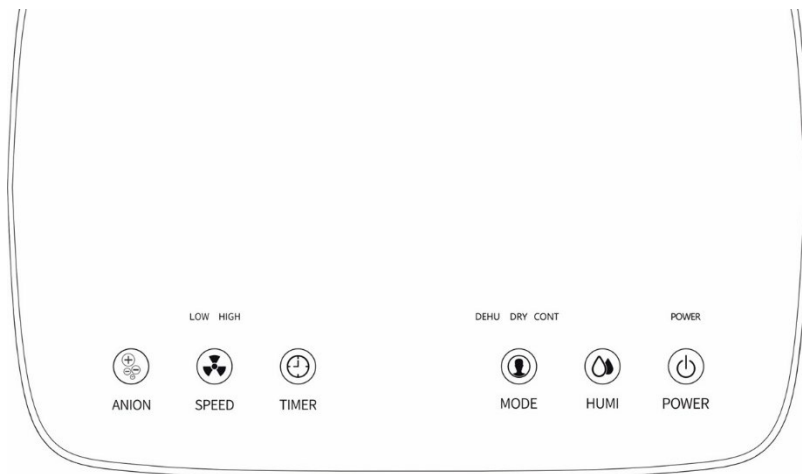 LOW HIGH DEHU DRY CONT POWER
ANION SPEED TIMER MODE HUMI POWER